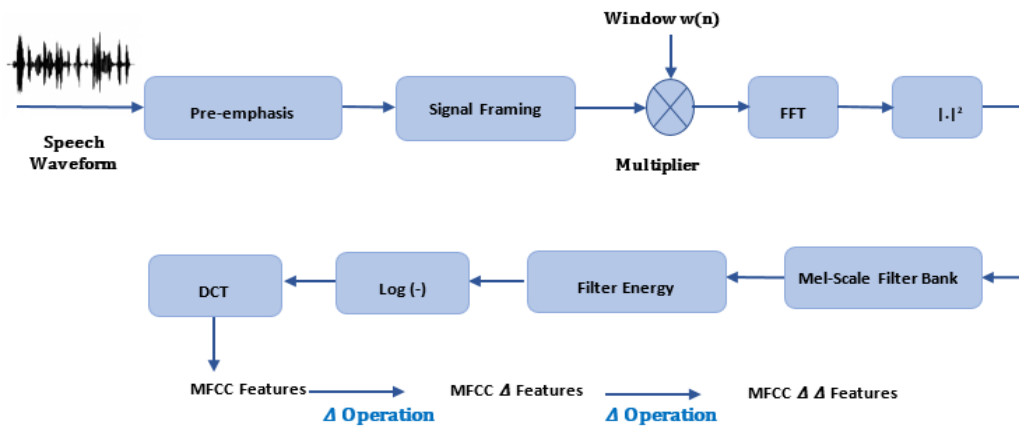 Window w(n)
Speech
Waveform
Pre-emphasis
Signal Framing
Multiplier
FFT
|.|²
Mel-Scale Filter Bank
Filter Energy
Log (-)
DCT
MFCC Features
Δ Operation
MFCC Δ Features
Δ Operation
MFCC Δ Δ Features